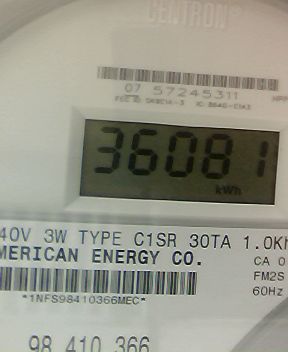 CENTRON®
07 57245311
36081
kWh
40V 3W TYPE C1SR 30TA 1.0Kh
MERICAN ENERGY CO.
CA 0
FM2S
60Hz
*1NFS98410366MEC*
98 410 366